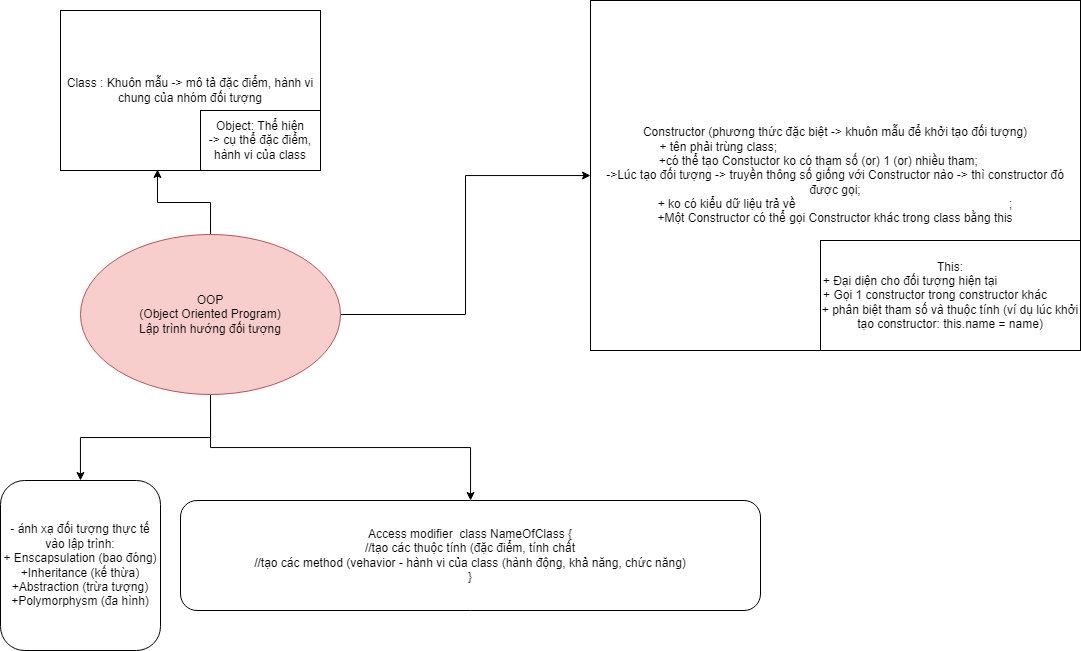 Class : Khuôn mẫu -> mô tả đặc điểm, hành vi
chung của nhóm đối tượng
Object: Thể hiện
-> cụ thể đặc điểm,
hành vi của class
Constructor (phương thức đặc biệt -> khuôn mẫu để khởi tạo đối tượng)
+ tên phải trùng class;
+có thể tạo Constuctor ko có tham số (or) 1 (or) nhiều tham;
->Lúc tạo đối tượng -> truyền thông số giống với Constructor nào -> thì constructor đó
được gọi;
+ ko có kiểu dữ liệu trả về ;
+Một Constructor có thể gọi Constructor khác trong class bằng this
This:
+ Đại diện cho đối tượng hiện tại
+ Gọi 1 constructor trong constructor khác
+ phân biệt tham số và thuộc tính (ví dụ lúc khởi
tạo constructor: this.name = name)
OOP
(Object Oriented Program)
Lập trình hướng đối tượng
- ánh xạ đối tượng thực tế
vào lập trình:
+ Enscapsulation (bao đóng)
+Inheritance (kế thừa)
+Abstraction (trừa tượng)
+Polymorphysm (đa hình)
Access modifier class NameOfClass {
//tạo các thuộc tính (đặc điểm, tính chất
//tạo các method (vehavior - hành vi của class (hành động, khả năng, chức năng)
}